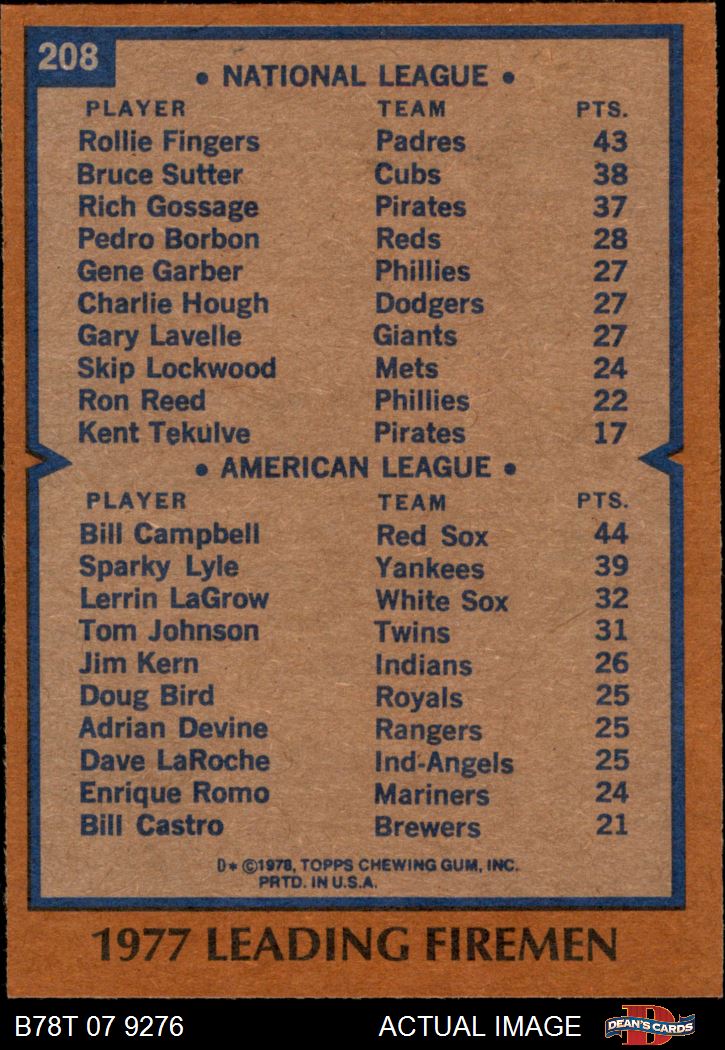 208
• NATIONAL LEAGUE •
PLAYER TEAM PTS.
Rollie Fingers Padres 43
Bruce Sutter Cubs 38
Rich Gossage Pirates 37
Pedro Borbon Reds 28
Gene Garber Phillies 27
Charlie Hough Dodgers 27
Gary Lavelle Giants 27
Skip Lockwood Mets 24
Ron Reed Phillies 22
Kent Tekulve Pirates 17
• AMERICAN LEAGUE •
PLAYER TEAM PTS.
Bill Campbell Red Sox 44
Sparky Lyle Yankees 39
Lerrin LaGrow White Sox 32
Tom Johnson Twins 31
Jim Kern Indians 26
Doug Bird Royals 25
Adrian Devine Rangers 25
Dave LaRoche Ind-Angels 25
Enrique Romo Mariners 24
Bill Castro Brewers 21
D* ©1978, TOPPS CHEWING GUM, INC.
PRTD. IN U.S.A.
1977 LEADING FIREMEN
B78T 07 9276 ACTUAL IMAGE
D
DEAN'S CARDS